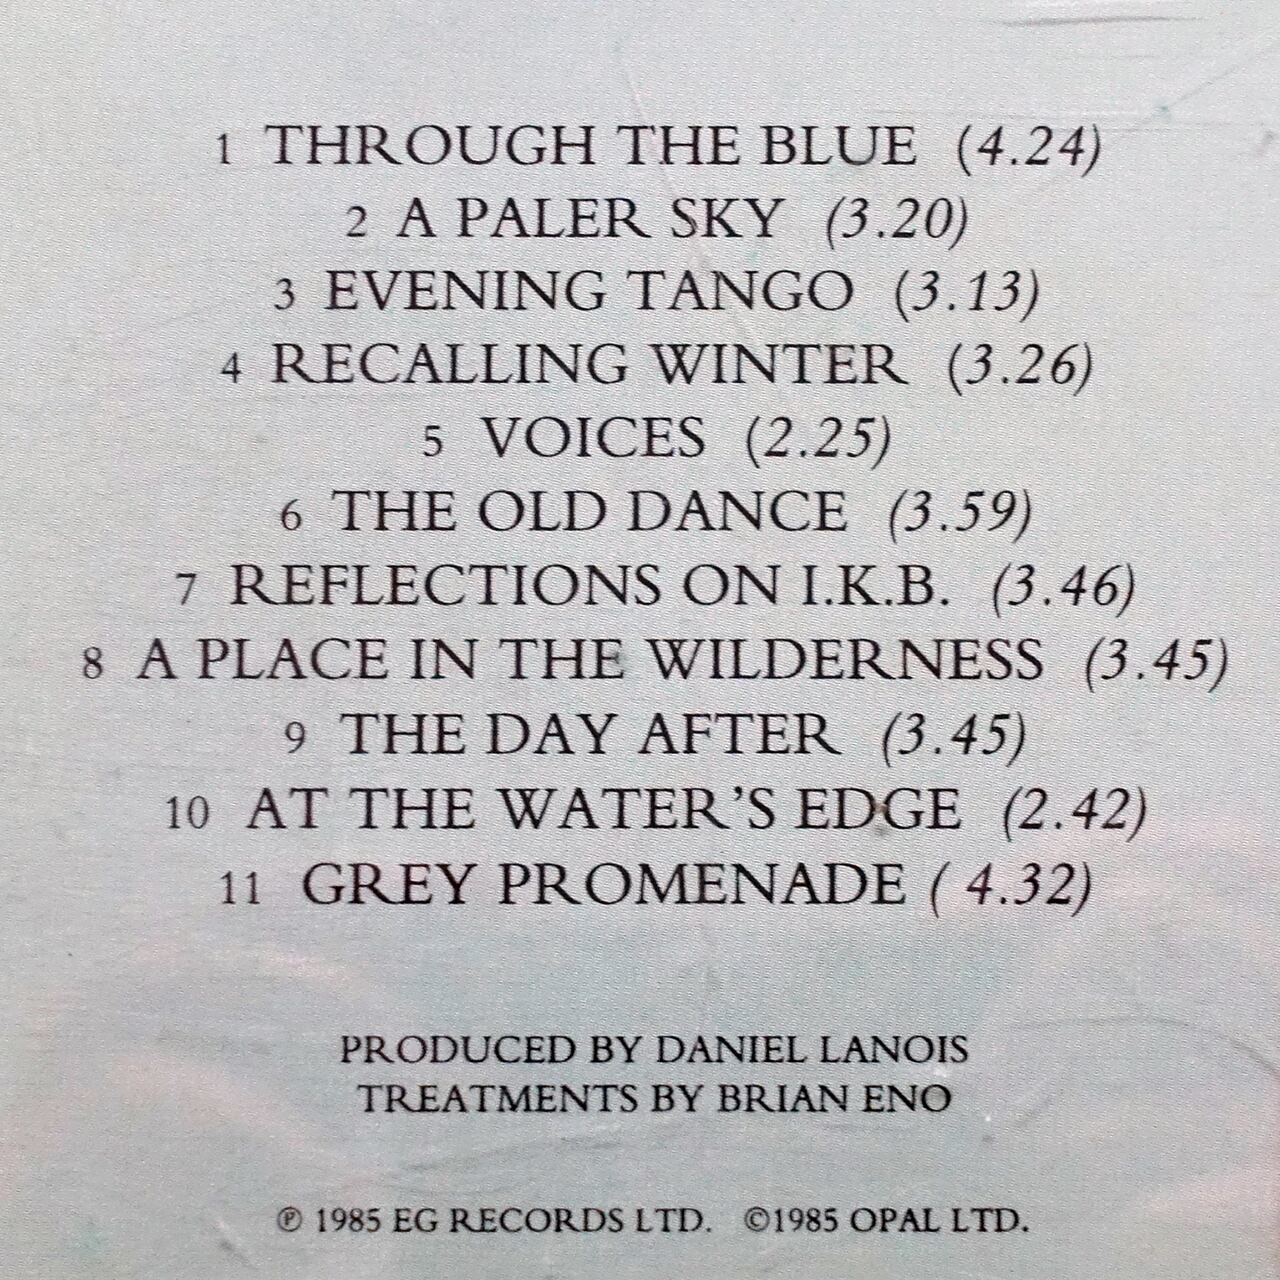 1 THROUGH THE BLUE (4.24)
2 A PALER SKY (3.20)
3 EVENING TANGO (3.13)
4 RECALLING WINTER (3.26)
5 VOICES (2.25)
6 THE OLD DANCE (3.59)
7 REFLECTIONS ON I.K.B. (3.46)
8 A PLACE IN THE WILDERNESS (3.45)
9 THE DAY AFTER (3.45)
10 AT THE WATER’S EDGE (2.42)
11 GREY PROMENADE ( 4.32)
PRODUCED BY DANIEL LANOIS
TREATMENTS BY BRIAN ENO
℗ 1985 EG RECORDS LTD. ©1985 OPAL LTD.